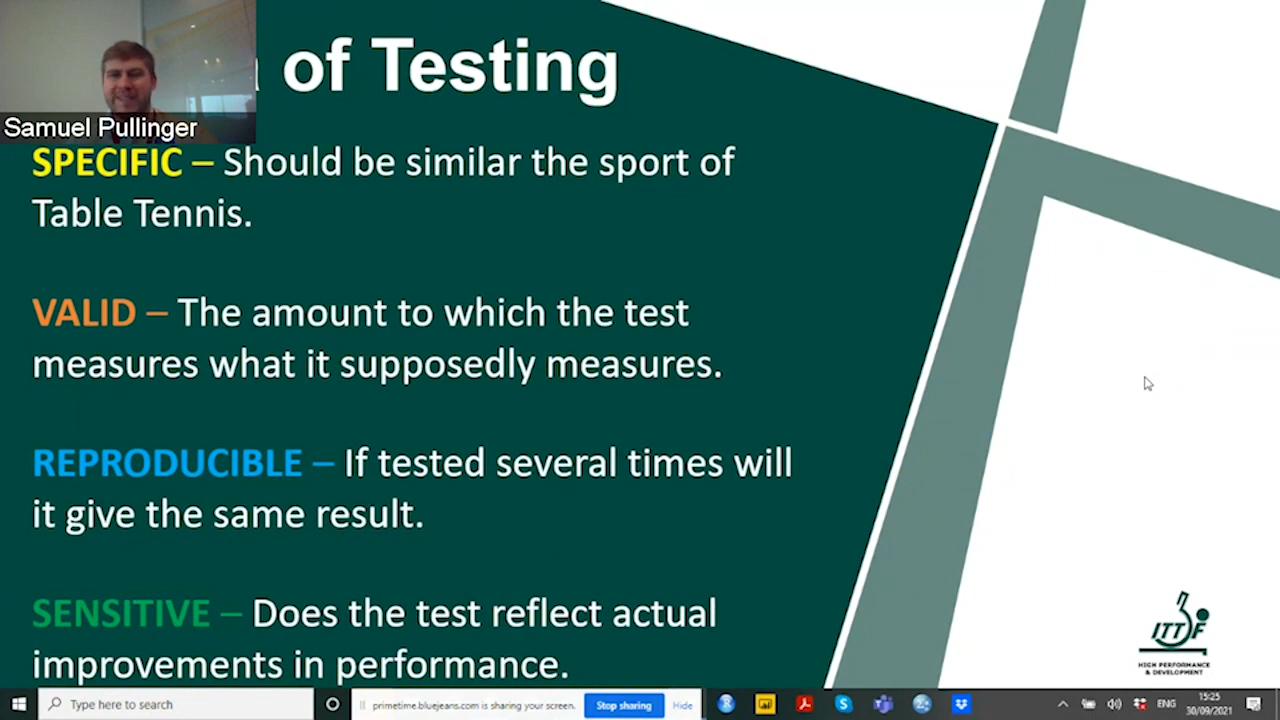 of Testing
Samuel Pullinger
SPECIFIC – Should be similar the sport of
Table Tennis.
VALID – The amount to which the test
measures what it supposedly measures.
REPRODUCIBLE – If tested several times will
it give the same result.
SENSITIVE – Does the test reflect actual
improvements in performance.
ITTF
HIGH PERFORMANCE
& DEVELOPMENT
Type here to search
primetime.bluejeans.com is sharing your screen.
Stop sharing
Hide
ENG
15:25
30/09/2021